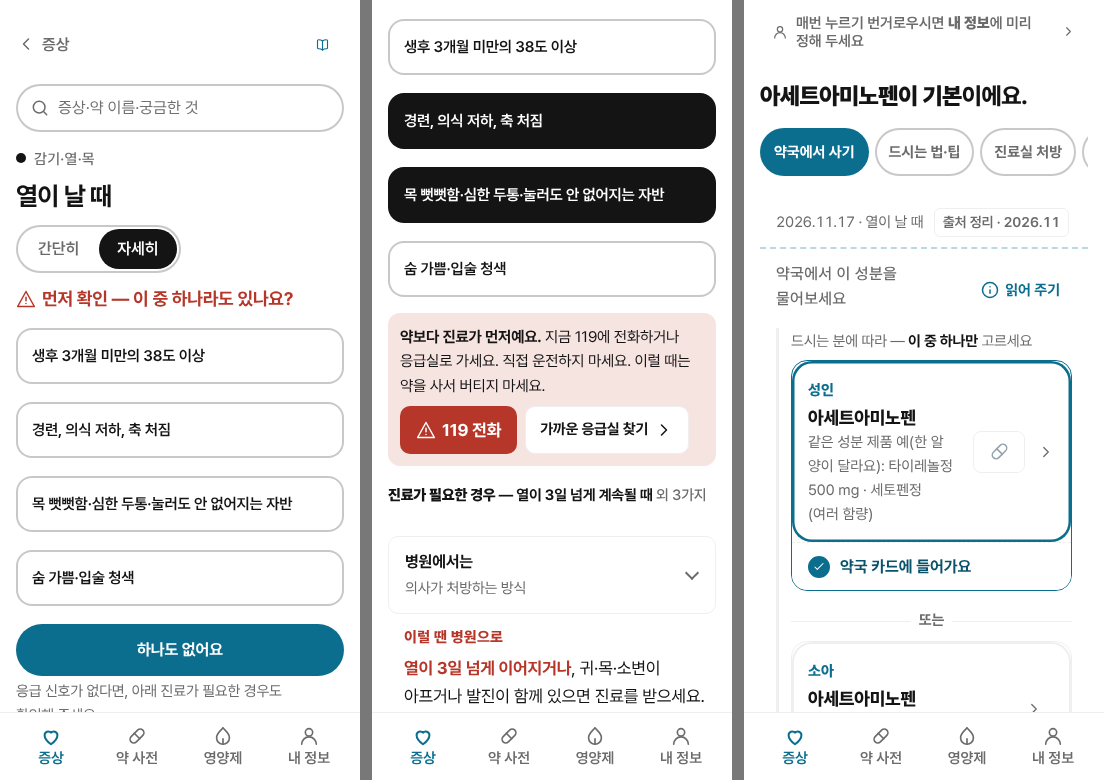 증상
증상·약 이름·궁금한 것
감기·열·목
열이 날 때
간단히 자세히
먼저 확인 — 이 중 하나라도 있나요?
생후 3개월 미만의 38도 이상
경련, 의식 저하, 축 처짐
목 뻣뻣함·심한 두통·눌러도 안 없어지는 자반
숨 가쁨·입술 청색
하나도 없어요
응급 신호가 없다면, 아래 진료가 필요한 경우도
증상 약 사전 영양제 내 정보
생후 3개월 미만의 38도 이상
경련, 의식 저하, 축 처짐
목 뻣뻣함·심한 두통·눌러도 안 없어지는 자반
숨 가쁨·입술 청색
약보다 진료가 먼저예요. 지금 119에 전화하거나
응급실로 가세요. 직접 운전하지 마세요. 이럴 때는
약을 사서 버티지 마세요.
119 전화 가까운 응급실 찾기
진료가 필요한 경우 — 열이 3일 넘게 계속될 때 외 3가지
병원에서는
의사가 처방하는 방식
이럴 땐 병원으로
열이 3일 넘게 이어지거나, 귀·목·소변이
아프거나 발진이 함께 있으면 진료를 받으세요.
증상 약 사전 영양제 내 정보
매번 누르기 번거로우시면 내 정보에 미리
정해 두세요
아세트아미노펜이 기본이에요.
약국에서 사기 드시는 법·팁 진료실 처방
2026.11.17 · 열이 날 때 출처 정리 · 2026.11
약국에서 이 성분을
물어보세요
읽어 주기
드시는 분에 따라 — 이 중 하나만 고르세요
성인
아세트아미노펜
같은 성분 제품 예(한 알
양이 달라요): 타이레놀정
500 mg · 세토펜정
(여러 함량)
약국 카드에 들어가요
또는
소아
아세트아미노펜
증상 약 사전 영양제 내 정보